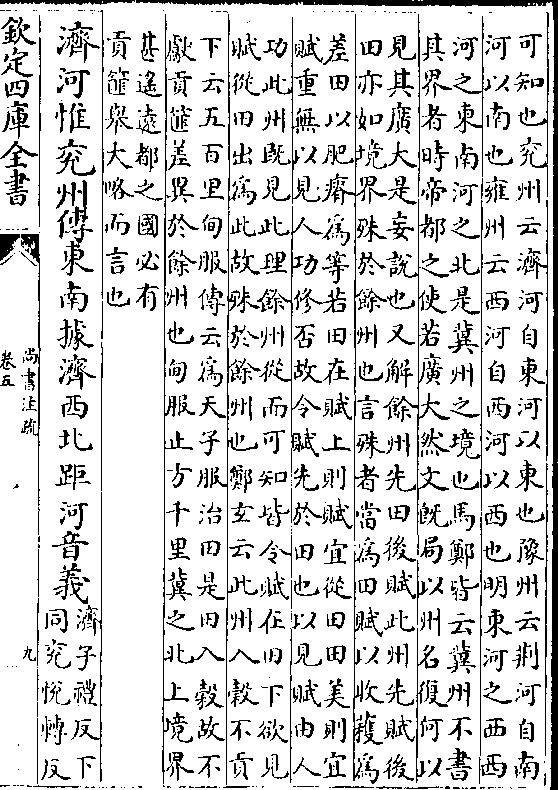 可知也兖州云濟河自東河以東也豫州云荆河自南
河以南也雍州云西河自西河以西也明東河之西西
河之東南河之北是冀州之境也馬鄭皆云冀州不書
其界者時帝都之使若廣大然文既局以州名復何以
見其廣大是妄說也又解餘州先田後賦此州先賦後
田亦如境界殊於餘州也言殊者當爲田賦以收穫爲
差田以肥瘠爲等若田在賦上則賦宜從田田美則宜
賦重無以見人功修否故令賦先於田也以見賦由人
功此州既見此理餘州從而可知皆令賦在田下欲見
賦從田出爲此故殊於餘州也鄭玄云此州入穀不貢
下云五百里甸服傳云爲天子服治田是田入穀故不
獻貢篚差異於餘州也甸服止方千里冀之北上境界
甚遙遠都之國必有
貢篚舉大略而言也
濟河惟兖州傳東南據濟西北距河音義
濟子禮反下
同兖悅轉反
欽定四庫全書
尚書注疏
卷五
九